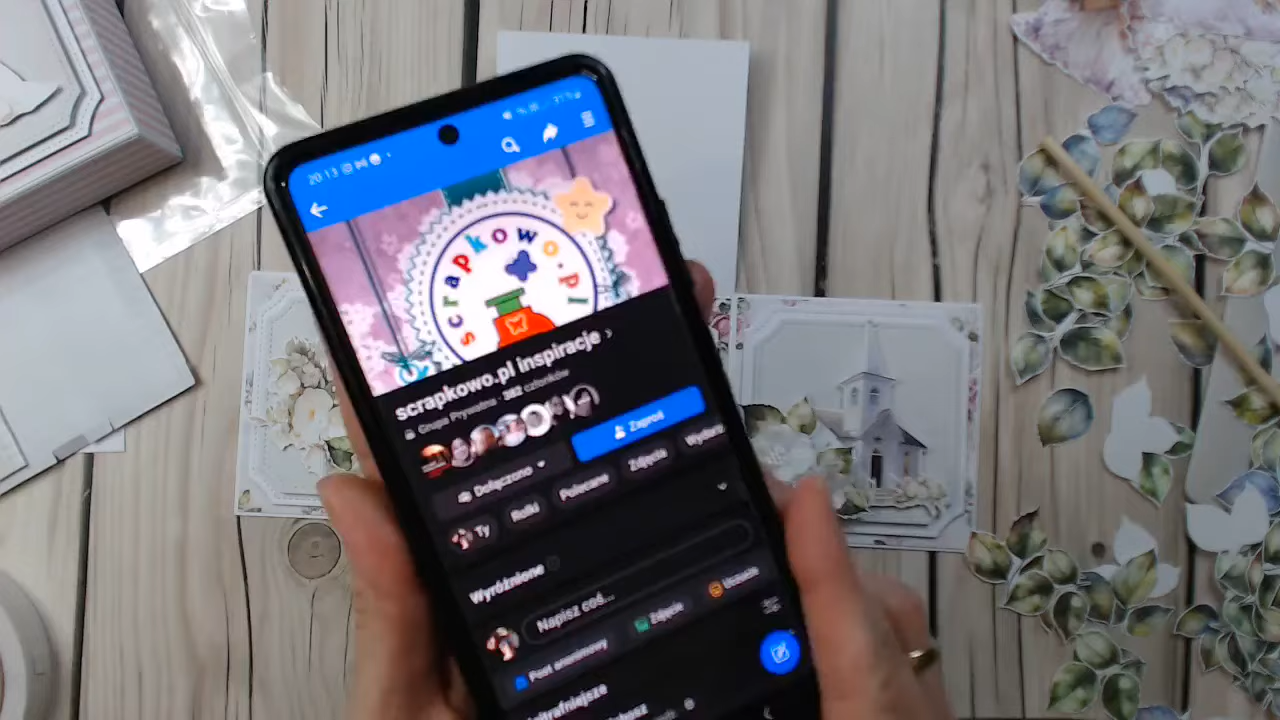 20:13
31%
scrapkowo.pl
scrapkowo.pl inspiracje
Grupa Prywatna · 382 członków
Dołączono
Zaproś
Ty
Rolki
Polecane
Zdjęcia
Wyróżnione
Napisz coś...
Post anonimowy
Zdjęcie
Uczucie